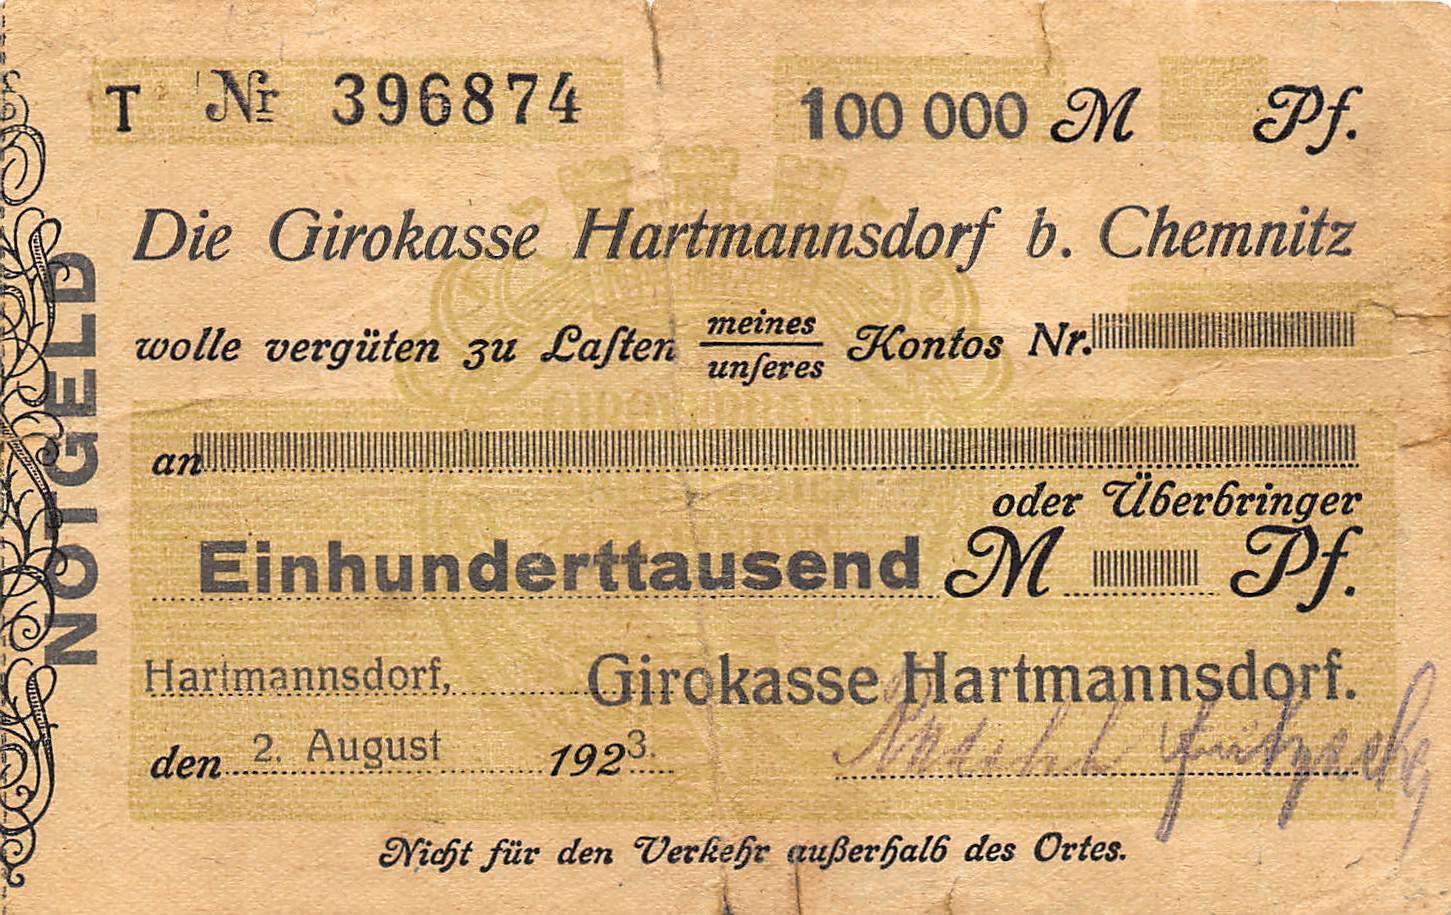 T Nr 396874 100 000 M Pf.
Die Girokasse Hartmannsdorf b. Chemnitz
wolle vergüten zu Laſten meines
unſeres Kontos Nr.
an
oder Überbringer
Einhunderttausend M Pf.
Hartmannsdorf, Girokasse Hartmannsdorf.
den 2. August 1923.
Nicht für den Verkehr außerhalb des Ortes.
NOTGELD